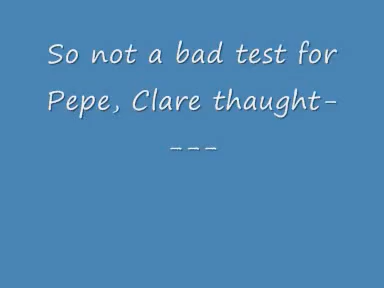 So not a bad test for
Pepe, Clare thaught-
---